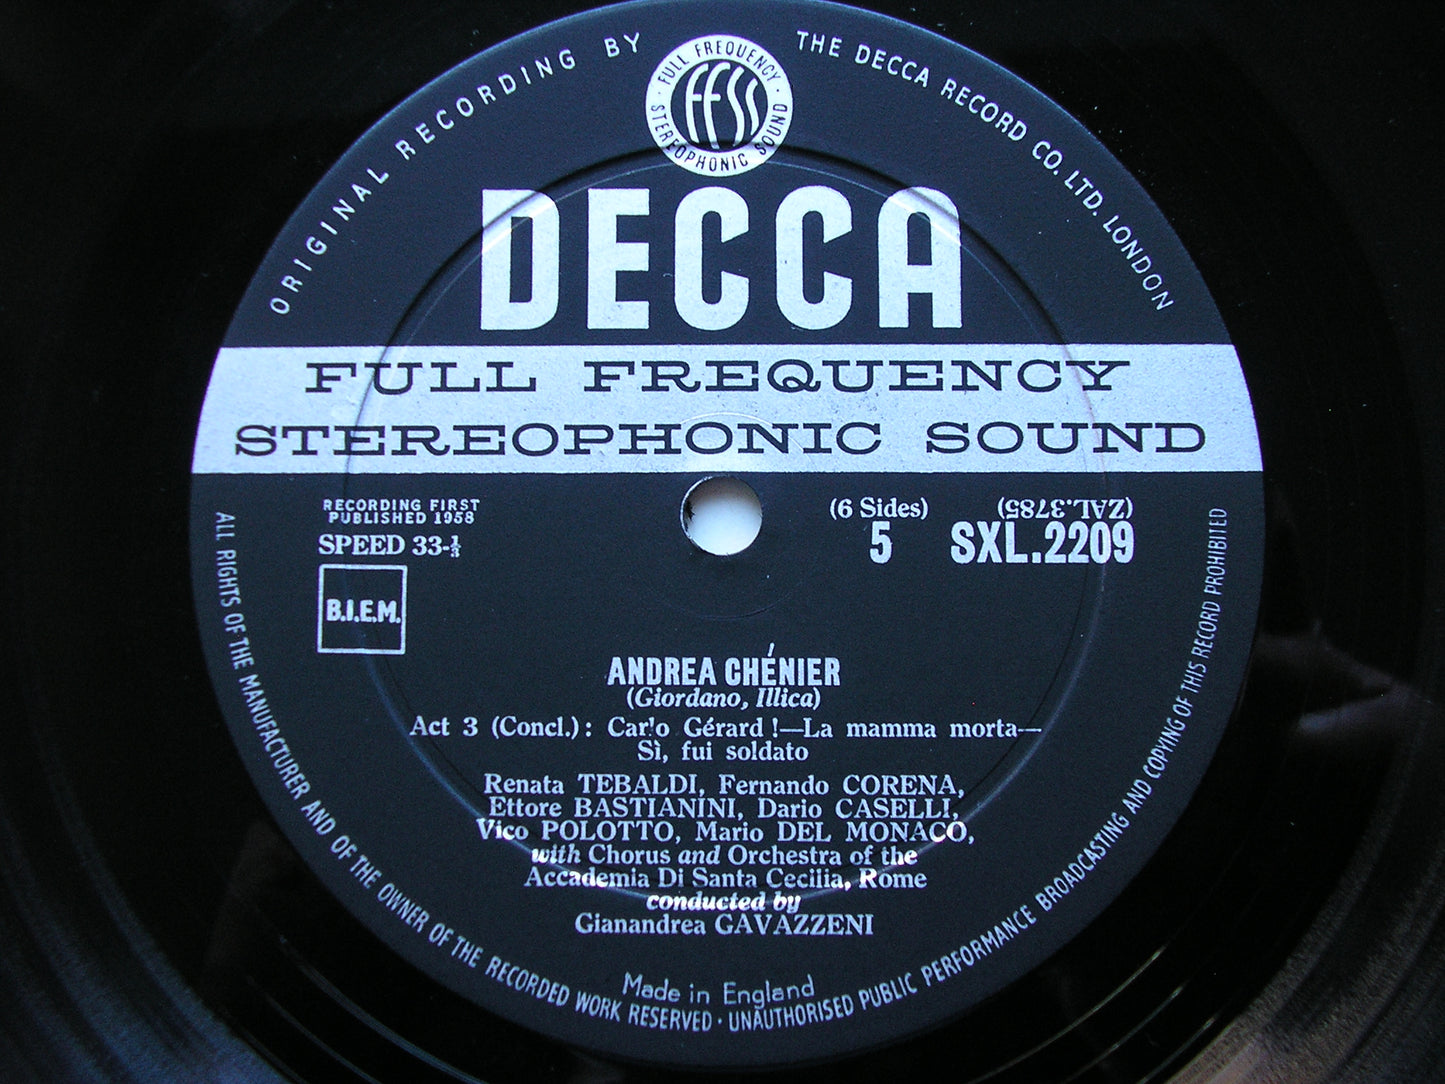 ORIGINAL RECORDING BY THE DECCA RECORD CO. LTD. LONDON
FULL FREQUENCY
FFSS
STEREOPHONIC SOUND
DECCA
FULL FREQUENCY
STEREOPHONIC SOUND
RECORDING FIRST
PUBLISHED 1958
SPEED 33-⅓
B.I.E.M.
(6 Sides)
5
(ZAL.3785)
SXL.2209
ANDREA CHÉNIER
(Giordano, Illica)
Act 3 (Concl.): Carlo Gérard!—La mamma morta—
Sì, fui soldato
Renata TEBALDI, Fernando CORENA,
Ettore BASTIANINI, Dario CASELLI,
Vico POLOTTO, Mario DEL MONACO,
with Chorus and Orchestra of the
Accademia Di Santa Cecilia, Rome
conducted by
Gianandrea GAVAZZENI
Made in England
ALL RIGHTS OF THE MANUFACTURER AND OF THE OWNER OF THE RECORDED WORK RESERVED · UNAUTHORISED PUBLIC PERFORMANCE BROADCASTING AND COPYING OF THIS RECORD PROHIBITED